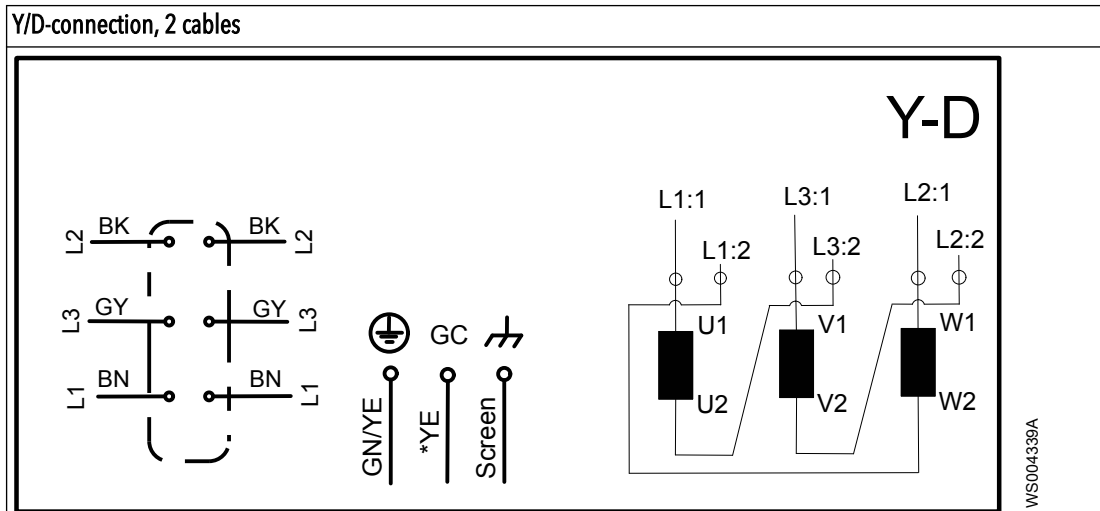 Y/D-connection, 2 cables
Y-D
L2 BK BK L2
L3 GY GY L3
L1 BN BN L1
GC
GN/YE
*YE
Screen
L1:1 L3:1 L2:1
L1:2 L3:2 L2:2
U1 V1 W1
U2 V2 W2
WS004339A